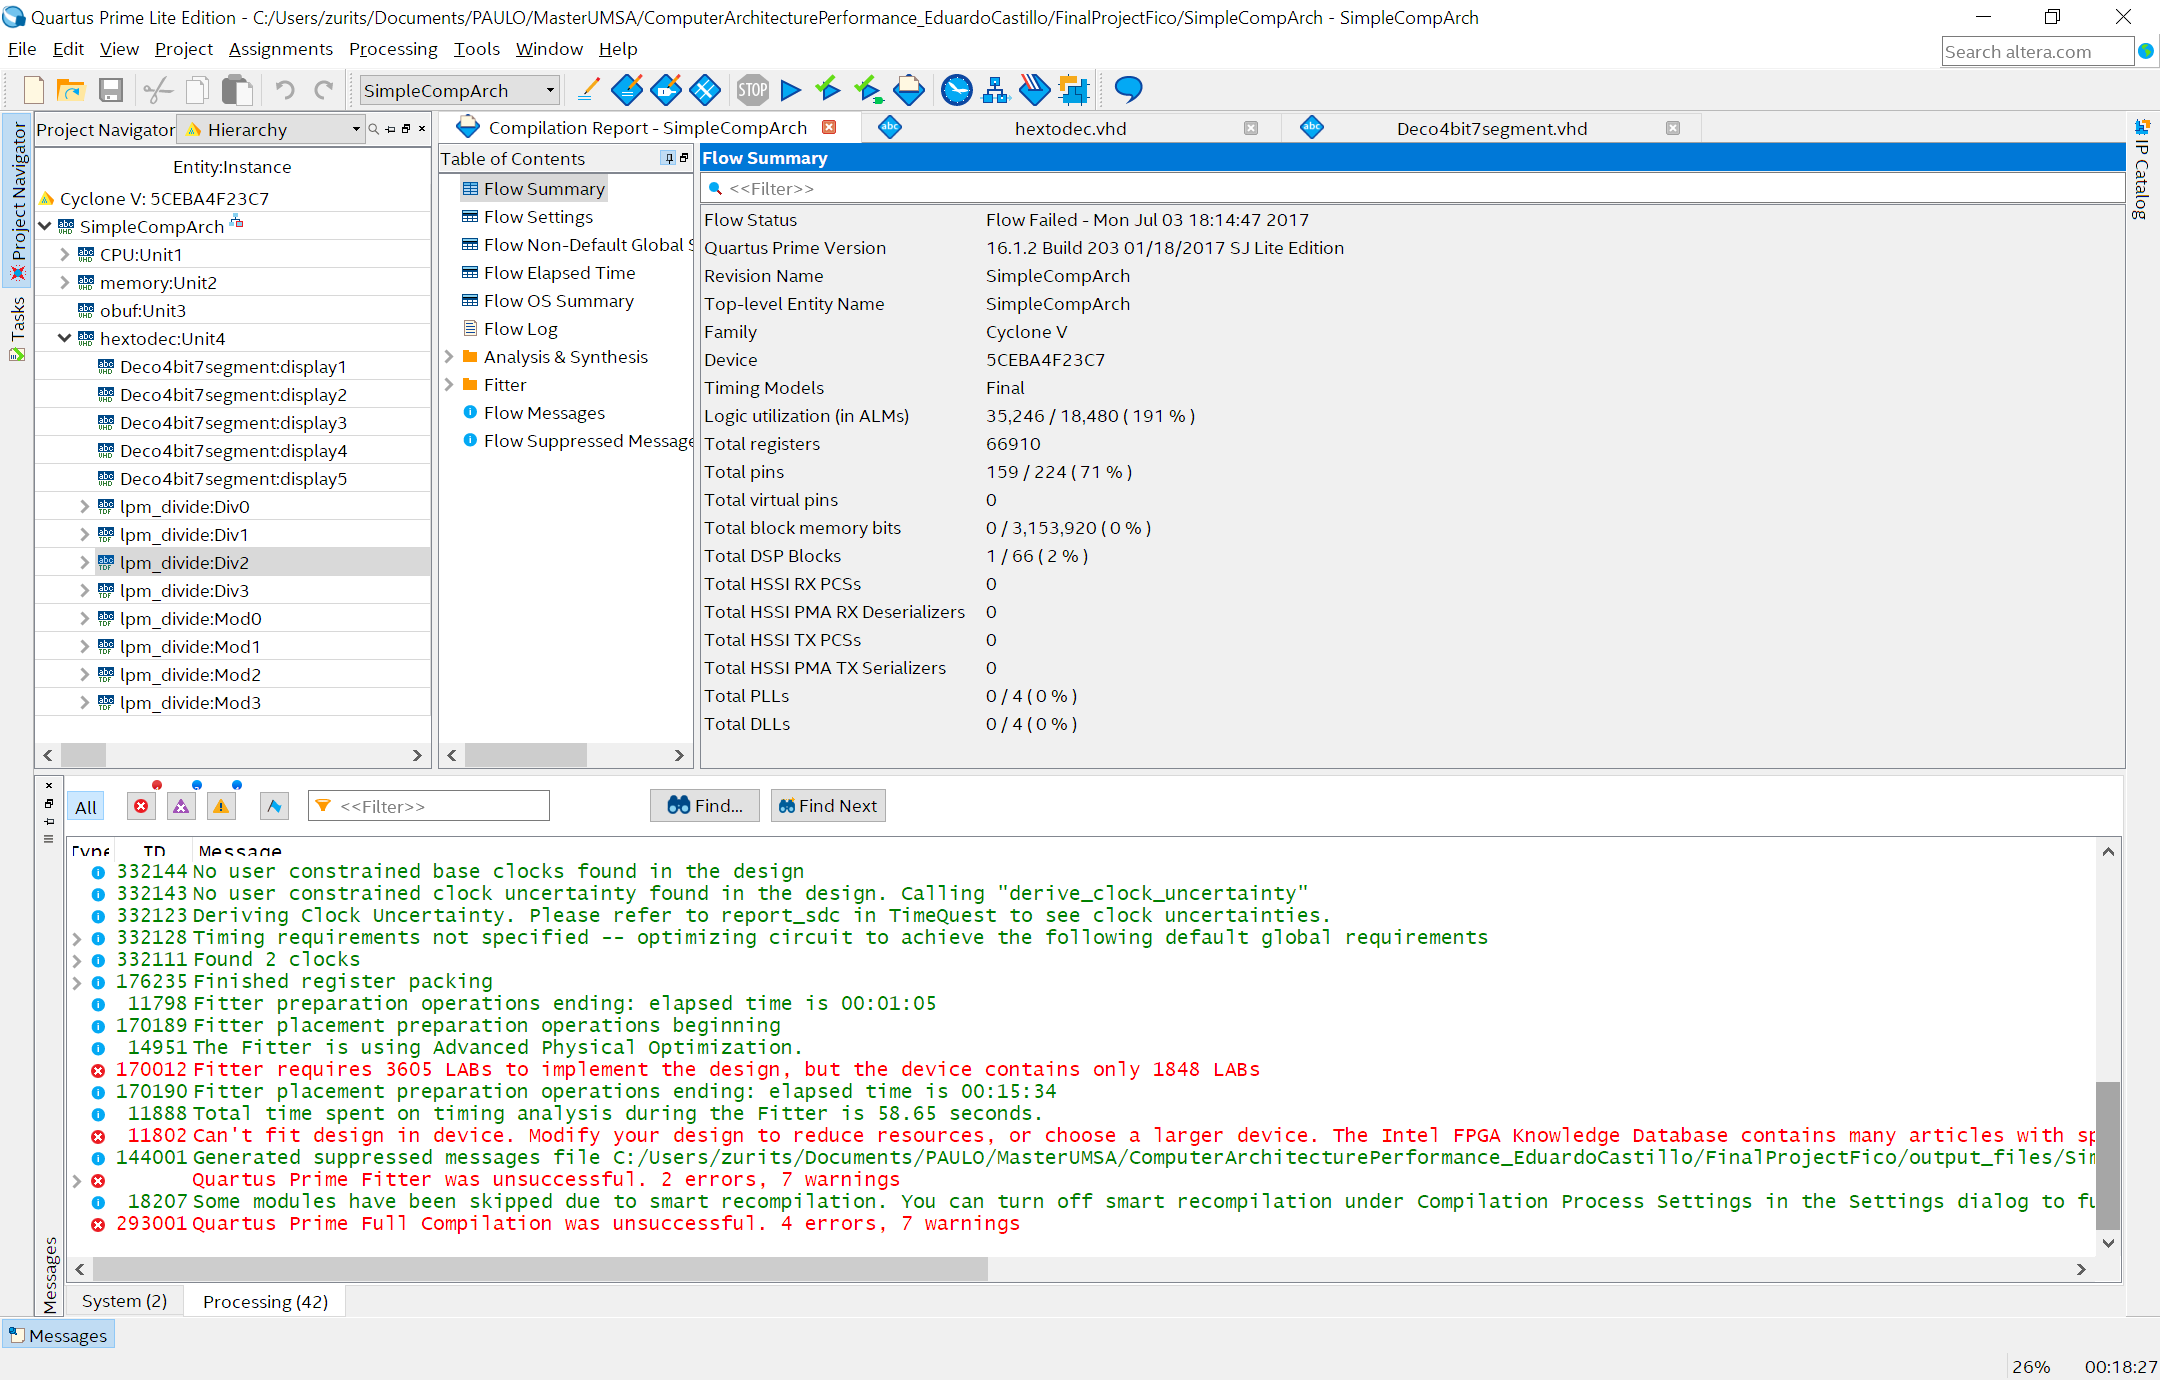 Quartus Prime Lite Edition - C:/Users/zurits/Documents/PAULO/MasterUMSA/ComputerArchitecturePerformance_EduardoCastillo/FinalProjectFico/SimpleCompArch - SimpleCompArch
File Edit View Project Assignments Processing Tools Window Help
Search altera.com
SimpleCompArch
STOP
Project Navigator
Hierarchy
Entity:Instance
Cyclone V: 5CEBA4F23C7
SimpleCompArch
CPU:Unit1
memory:Unit2
obuf:Unit3
hextodec:Unit4
Deco4bit7segment:display1
Deco4bit7segment:display2
Deco4bit7segment:display3
Deco4bit7segment:display4
Deco4bit7segment:display5
lpm_divide:Div0
lpm_divide:Div1
lpm_divide:Div2
lpm_divide:Div3
lpm_divide:Mod0
lpm_divide:Mod1
lpm_divide:Mod2
lpm_divide:Mod3
Project Navigator
Tasks
Compilation Report - SimpleCompArch
hextodec.vhd
Deco4bit7segment.vhd
Table of Contents
Flow Summary
Flow Settings
Flow Non-Default Global S
Flow Elapsed Time
Flow OS Summary
Flow Log
Analysis & Synthesis
Fitter
Flow Messages
Flow Suppressed Message
Flow Summary
<<Filter>>
Flow Status Flow Failed - Mon Jul 03 18:14:47 2017
Quartus Prime Version 16.1.2 Build 203 01/18/2017 SJ Lite Edition
Revision Name SimpleCompArch
Top-level Entity Name SimpleCompArch
Family Cyclone V
Device 5CEBA4F23C7
Timing Models Final
Logic utilization (in ALMs) 35,246 / 18,480 ( 191 % )
Total registers 66910
Total pins 159 / 224 ( 71 % )
Total virtual pins 0
Total block memory bits 0 / 3,153,920 ( 0 % )
Total DSP Blocks 1 / 66 ( 2 % )
Total HSSI RX PCSs 0
Total HSSI PMA RX Deserializers 0
Total HSSI TX PCSs 0
Total HSSI PMA TX Serializers 0
Total PLLs 0 / 4 ( 0 % )
Total DLLs 0 / 4 ( 0 % )
IP Catalog
All
<<Filter>>
Find...
Find Next
Type ID Message
332144 No user constrained base clocks found in the design
332143 No user constrained clock uncertainty found in the design. Calling "derive_clock_uncertainty"
332123 Deriving Clock Uncertainty. Please refer to report_sdc in TimeQuest to see clock uncertainties.
332128 Timing requirements not specified -- optimizing circuit to achieve the following default global requirements
332111 Found 2 clocks
176235 Finished register packing
11798 Fitter preparation operations ending: elapsed time is 00:01:05
170189 Fitter placement preparation operations beginning
14951 The Fitter is using Advanced Physical Optimization.
170012 Fitter requires 3605 LABs to implement the design, but the device contains only 1848 LABs
170190 Fitter placement preparation operations ending: elapsed time is 00:15:34
11888 Total time spent on timing analysis during the Fitter is 58.65 seconds.
11802 Can't fit design in device. Modify your design to reduce resources, or choose a larger device. The Intel FPGA Knowledge Database contains many articles with sp
144001 Generated suppressed messages file C:/Users/zurits/Documents/PAULO/MasterUMSA/ComputerArchitecturePerformance_EduardoCastillo/FinalProjectFico/output_files/Sim
Quartus Prime Fitter was unsuccessful. 2 errors, 7 warnings
18207 Some modules have been skipped due to smart recompilation. You can turn off smart recompilation under Compilation Process Settings in the Settings dialog to fu
293001 Quartus Prime Full Compilation was unsuccessful. 4 errors, 7 warnings
Messages
System (2)
Processing (42)
Messages
26% 00:18:27